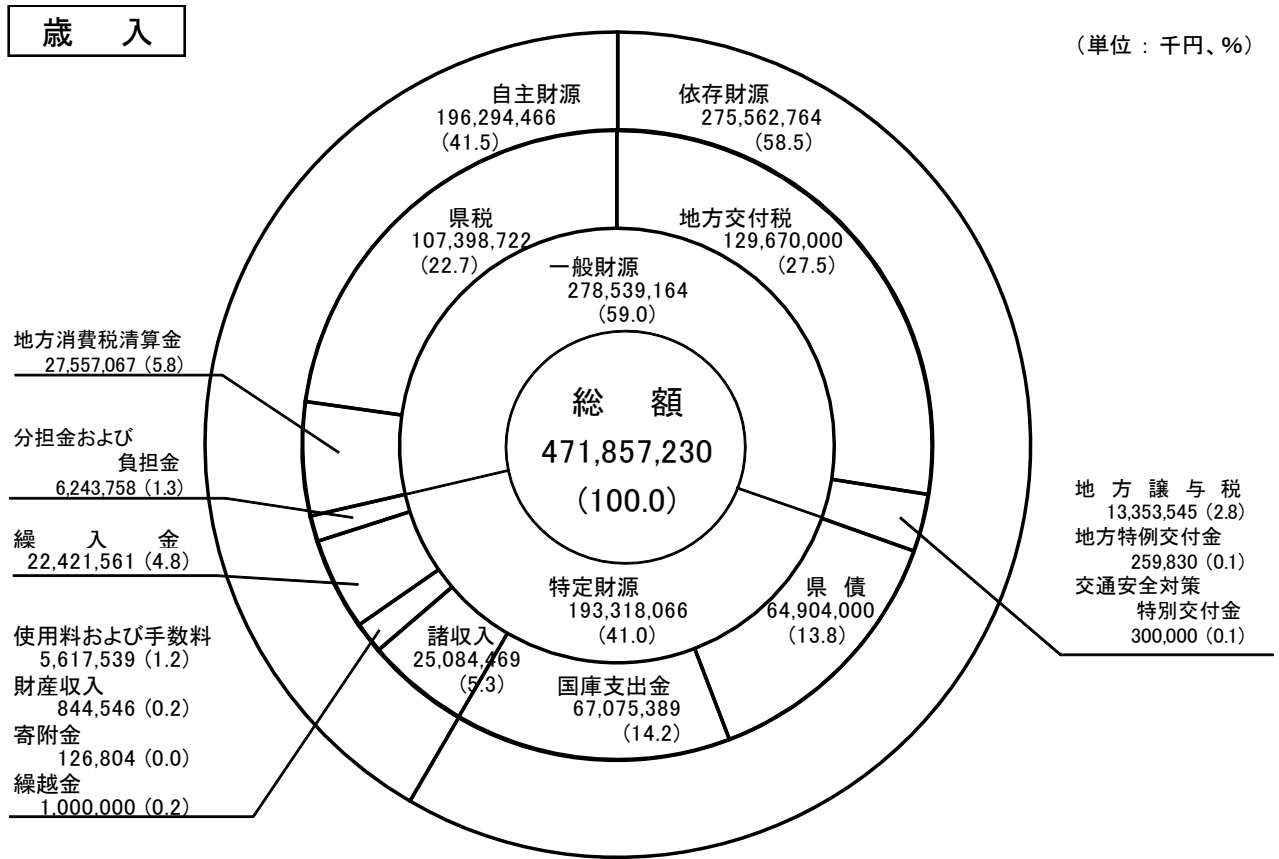 歳　入
（単位 ： 千円、%）
自主財源
196,294,466
(41.5)
依存財源
275,562,764
(58.5)
県税
107,398,722
(22.7)
地方交付税
129,670,000
(27.5)
一般財源
278,539,164
(59.0)
地方消費税清算金
27,557,067 (5.8)
総　額
471,857,230
(100.0)
分担金および
負担金
6,243,758 (1.3)
繰　入　金
22,421,561 (4.8)
地　方　譲　与　税
13,353,545 (2.8)
地方特例交付金
259,830 (0.1)
交通安全対策
特別交付金
300,000 (0.1)
特定財源
193,318,066
(41.0)
県　債
64,904,000
(13.8)
諸収入
25,084,469
(5.3)
国庫支出金
67,075,389
(14.2)
使用料および手数料
5,617,539 (1.2)
財産収入
844,546 (0.2)
寄附金
126,804 (0.0)
繰越金
1,000,000 (0.2)